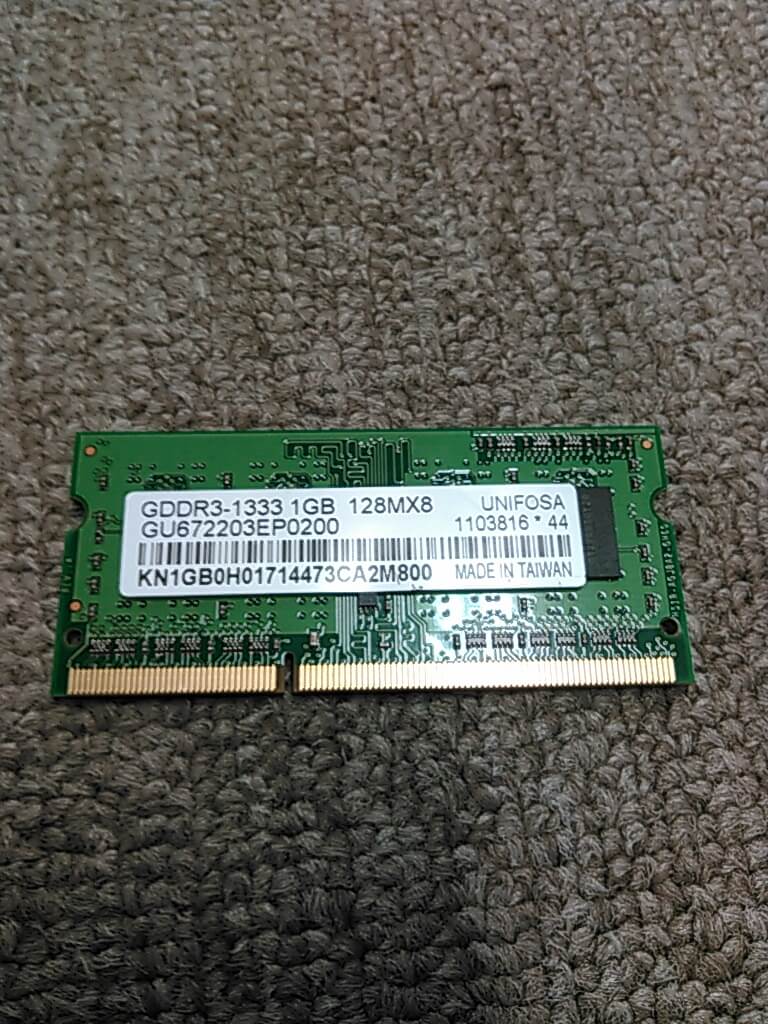 GDDR3-1333 1GB 128MX8 UNIFOSA
GU672203EP0200 1103816 * 44
KN1GB0H01714473CA2M800 MADE IN TAIWAN